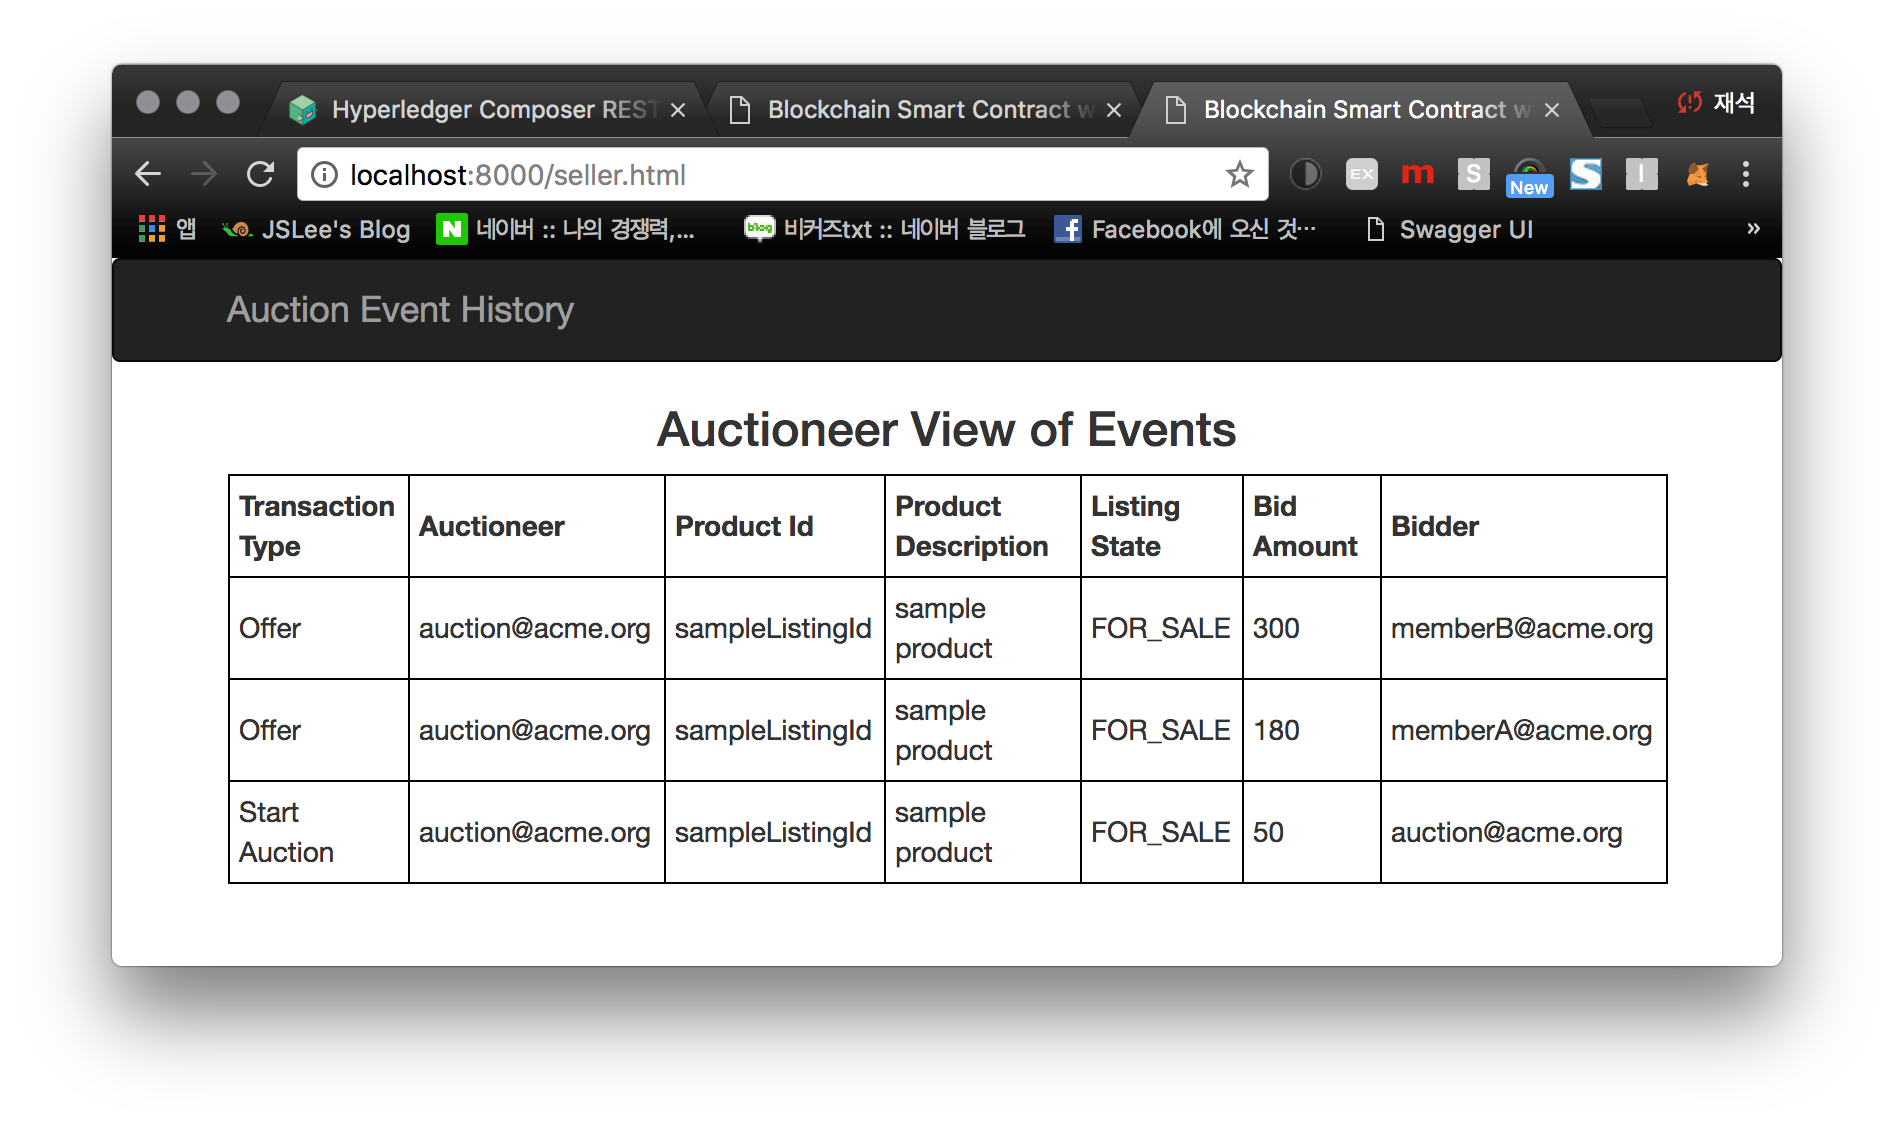 Hyperledger Composer REST
Blockchain Smart Contract w
Blockchain Smart Contract w
재석
localhost:8000/seller.html
EX
m
S
New
S
I
앱
JSLee's Blog
N
네이버 :: 나의 경쟁력,...
blog
비커즈txt :: 네이버 블로그
f
Facebook에 오신 것…
Swagger UI
»
Auction Event History
Auctioneer View of Events
Transaction Type Auctioneer Product Id Product Description Listing State Bid Amount Bidder
Offer auction@acme.org sampleListingId sample product FOR_SALE 300 memberB@acme.org
Offer auction@acme.org sampleListingId sample product FOR_SALE 180 memberA@acme.org
Start Auction auction@acme.org sampleListingId sample product FOR_SALE 50 auction@acme.org